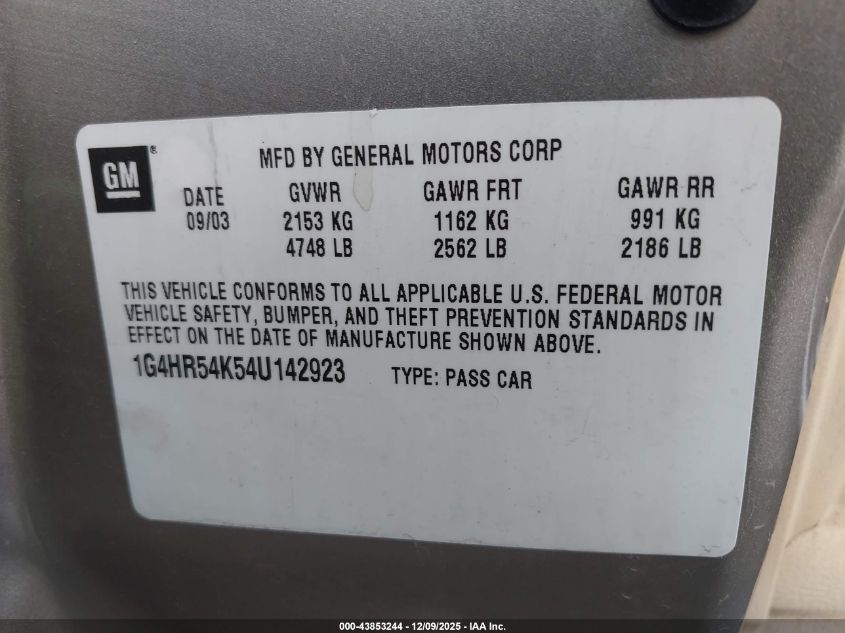 GM®
MFD BY GENERAL MOTORS CORP
DATE GVWR GAWR FRT GAWR RR
09/03 2153 KG 1162 KG 991 KG
4748 LB 2562 LB 2186 LB
THIS VEHICLE CONFORMS TO ALL APPLICABLE U.S. FEDERAL MOTOR
VEHICLE SAFETY, BUMPER, AND THEFT PREVENTION STANDARDS IN
EFFECT ON THE DATE OF MANUFACTURE SHOWN ABOVE.
1G4HR54K54U142923 TYPE: PASS CAR
000-43853244 - 12/09/2025 - IAA Inc.